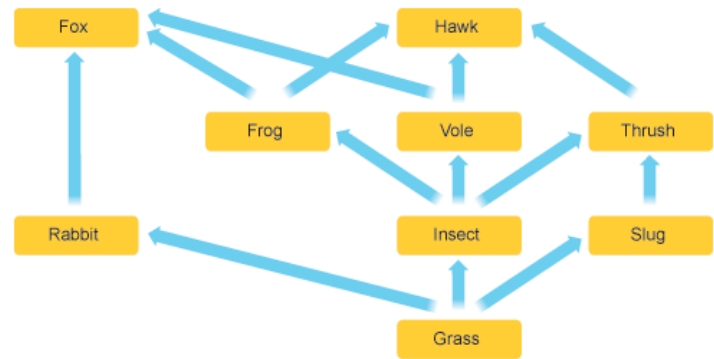 Fox
Hawk
Frog
Vole
Thrush
Rabbit
Insect
Slug
Grass